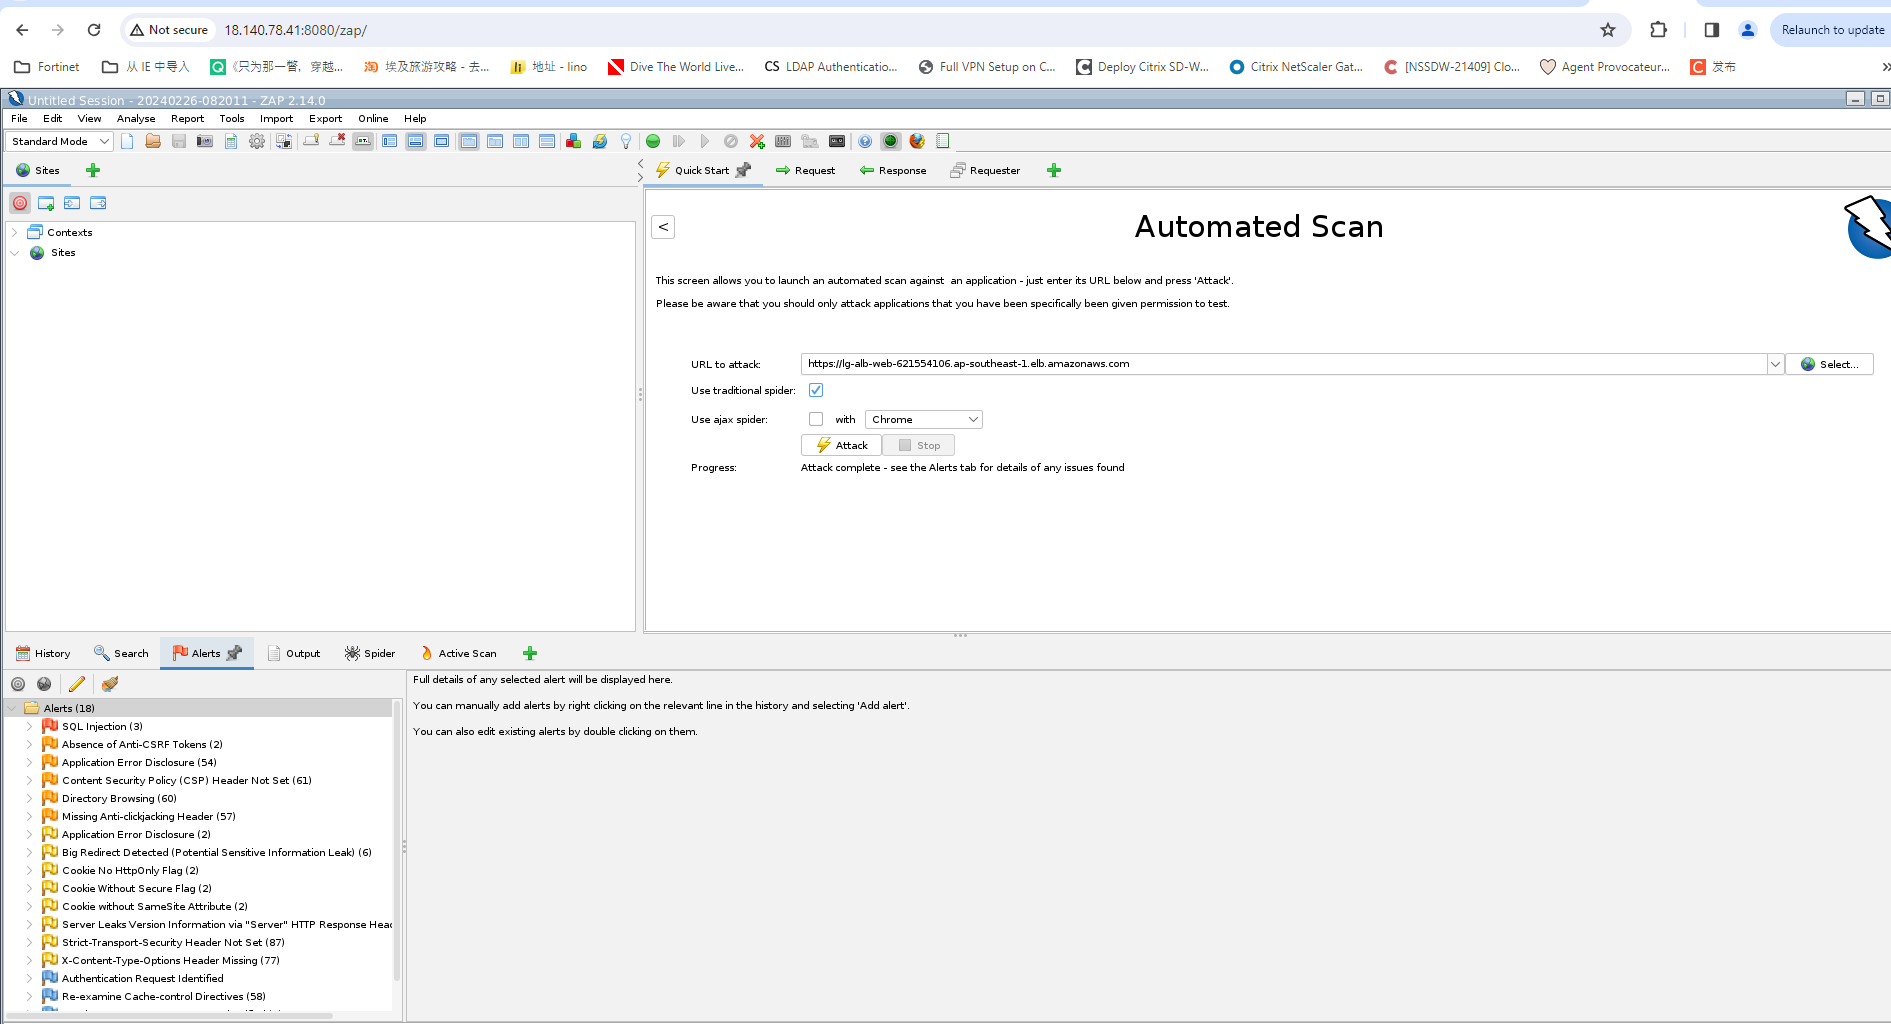 Not secure 18.140.78.41:8080/zap/ Relaunch to update
Fortinet 从 IE 中导入 《只为那一瞥，穿越... 埃及旅游攻略 - 去... 地址 - lino Dive The World Live... CS LDAP Authenticatio... Full VPN Setup on C... Deploy Citrix SD-W... Citrix NetScaler Gat... [NSSDW-21409] Clo... Agent Provocateur... 发布 »
Untitled Session - 20240226-082011 - ZAP 2.14.0
File Edit View Analyse Report Tools Import Export Online Help
Standard Mode
Sites
Quick Start Request Response Requester
Contexts
Sites
<
Automated Scan
This screen allows you to launch an automated scan against  an application - just enter its URL below and press 'Attack'.
Please be aware that you should only attack applications that you have been specifically been given permission to test.
URL to attack: https://lg-alb-web-621554106.ap-southeast-1.elb.amazonaws.com Select...
Use traditional spider:
Use ajax spider: with Chrome
Attack Stop
Progress: Attack complete - see the Alerts tab for details of any issues found
History Search Alerts Output Spider Active Scan
Full details of any selected alert will be displayed here.
You can manually add alerts by right clicking on the relevant line in the history and selecting 'Add alert'.
You can also edit existing alerts by double clicking on them.
Alerts (18)
SQL Injection (3)
Absence of Anti-CSRF Tokens (2)
Application Error Disclosure (54)
Content Security Policy (CSP) Header Not Set (61)
Directory Browsing (60)
Missing Anti-clickjacking Header (57)
Application Error Disclosure (2)
Big Redirect Detected (Potential Sensitive Information Leak) (6)
Cookie No HttpOnly Flag (2)
Cookie Without Secure Flag (2)
Cookie without SameSite Attribute (2)
Server Leaks Version Information via "Server" HTTP Response Head
Strict-Transport-Security Header Not Set (87)
X-Content-Type-Options Header Missing (77)
Authentication Request Identified
Re-examine Cache-control Directives (58)